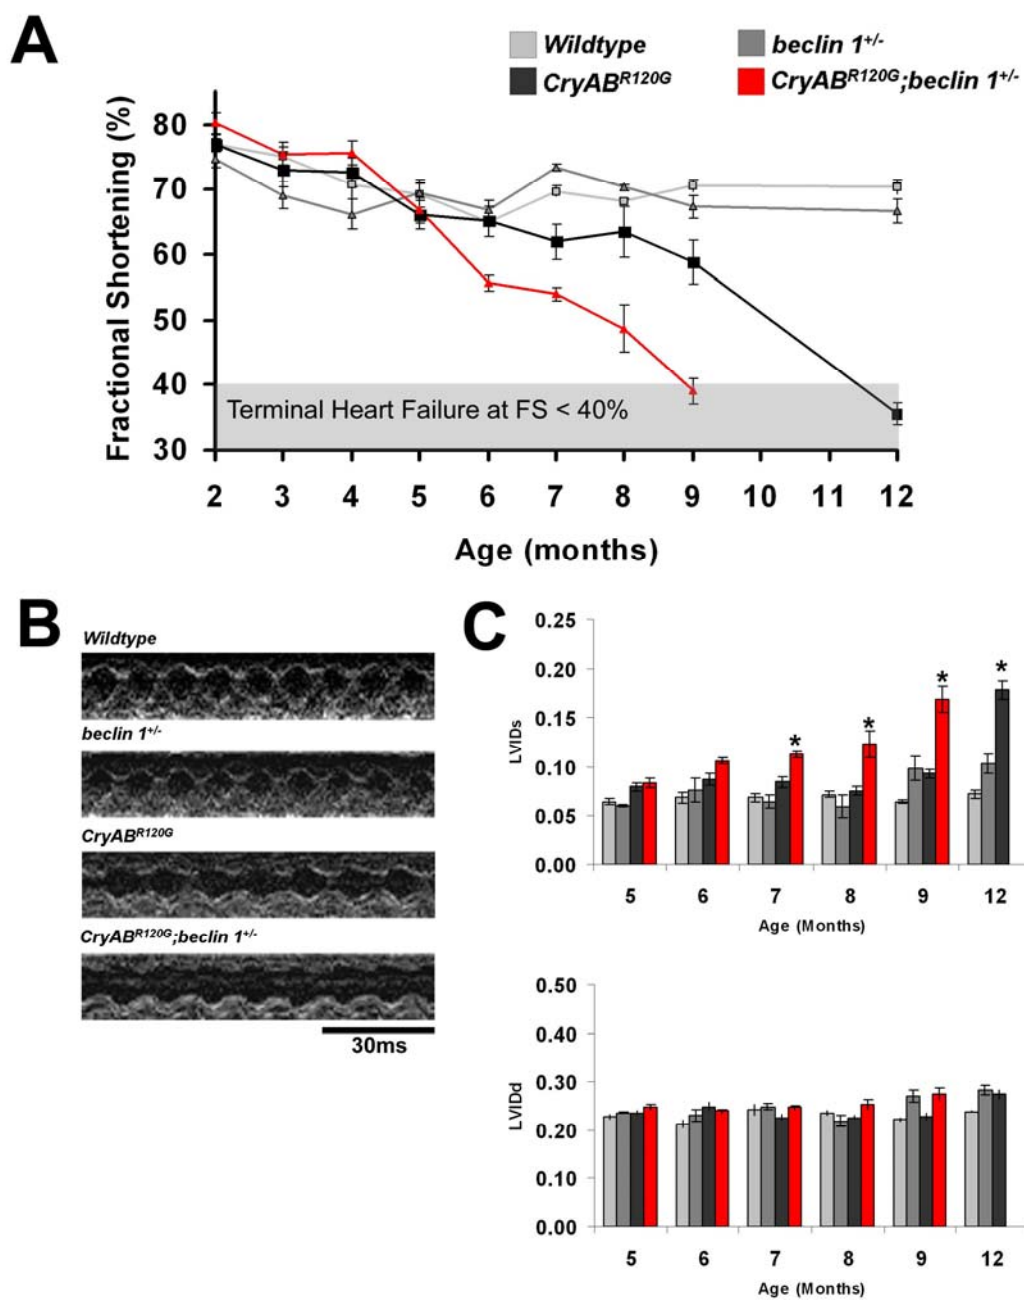 A
Wildtype
beclin 1+/-
CryABR120G
CryABR120G;beclin 1+/-
Fractional Shortening (%)
80
70
60
50
40
30
Terminal Heart Failure at FS < 40%
2 3 4 5 6 7 8 9 10 11 12
Age (months)
B
Wildtype
beclin 1+/-
CryABR120G
CryABR120G;beclin 1+/-
30ms
C
LVIDs
0.25
0.20
0.15
0.10
0.05
0.00
* * * *
5 6 7 8 9 12
Age (Months)
LVIDd
0.50
0.40
0.30
0.20
0.10
0.00
5 6 7 8 9 12
Age (Months)